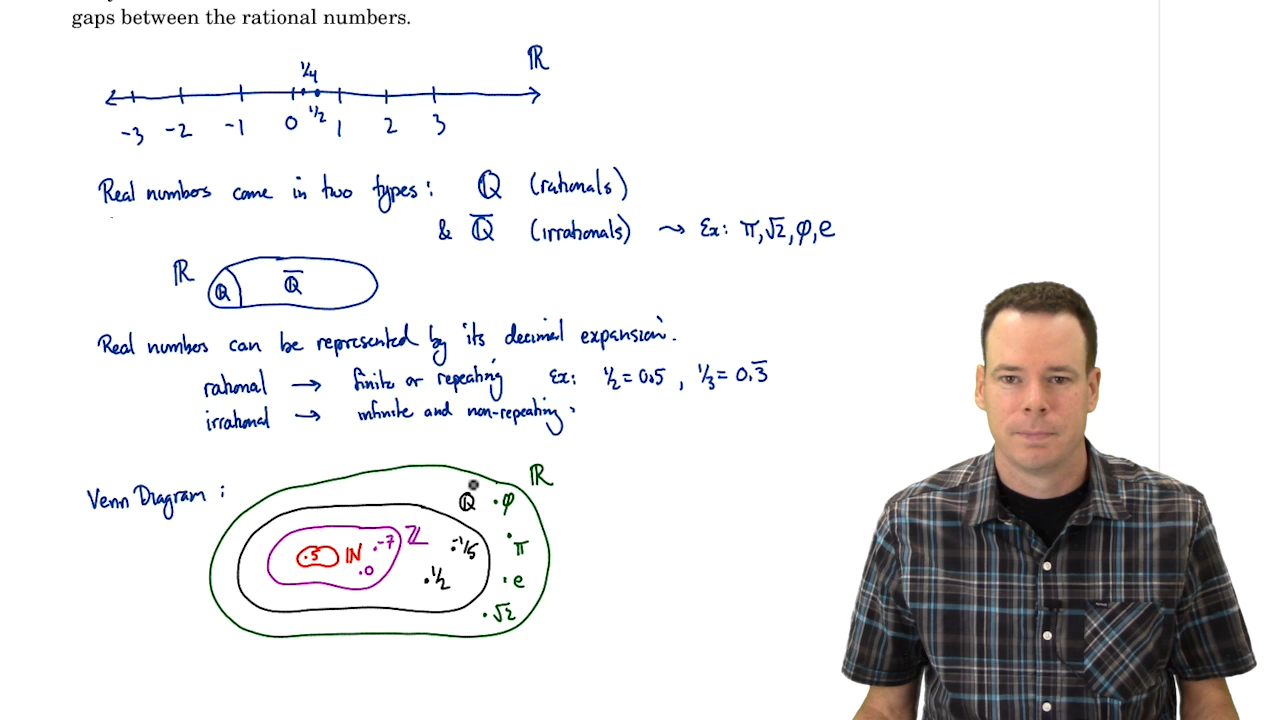 gaps between the rational numbers.
ℝ
1/4
-3 -2 -1 0 1/2 1 2 3
Real numbers come in two types: ℚ (rationals)
& ℚ̅ (irrationals) ⇝ Ex: π, √2, φ, e
ℝ
ℚ ℚ̅
Real numbers can be represented by its decimal expansion.
rational → finite or repeating Ex: 1/2 = 0.5 , 1/3 = 0.3̅
irrational → infinite and non-repeating.
Venn Diagram:
ℝ
ℚ .φ
.5 ℕ .-7 ℤ .-1/5 .π
.0 .1/2 .e
.√2